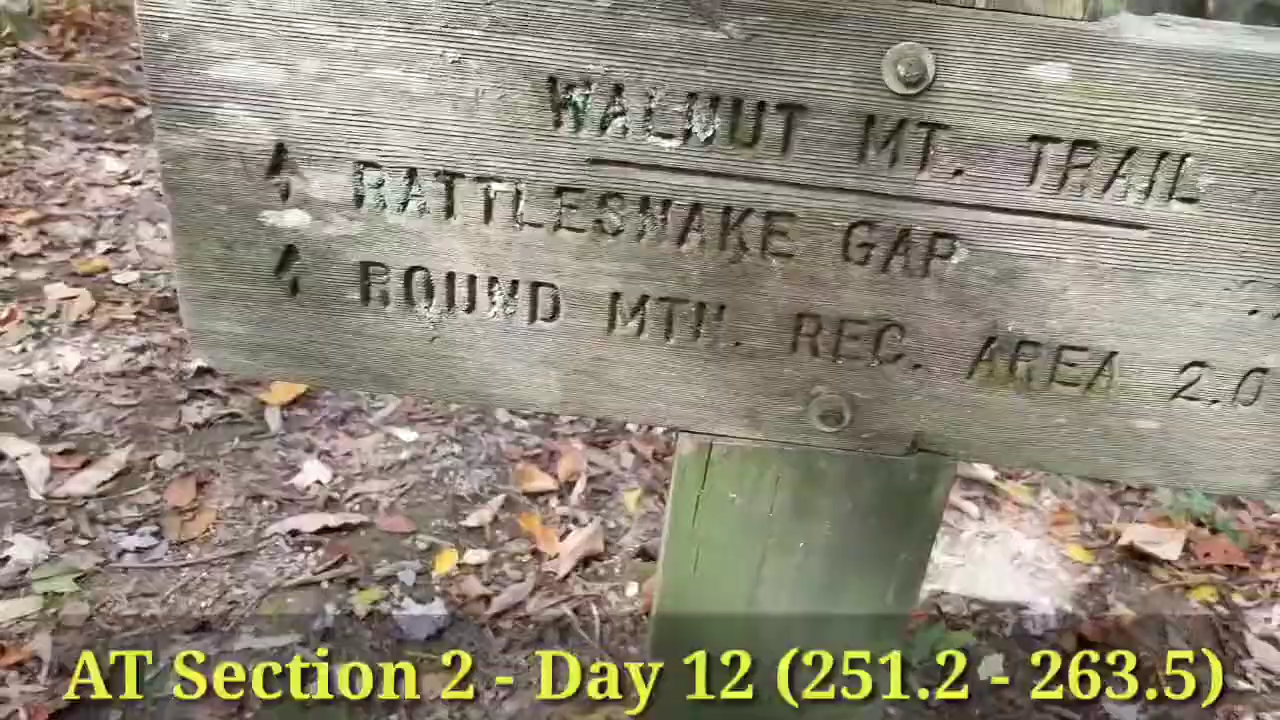 WALNUT MT. TRAIL
RATTLESNAKE GAP
ROUND MTN. REC. AREA 2.0
AT Section 2 - Day 12 (251.2 - 263.5)